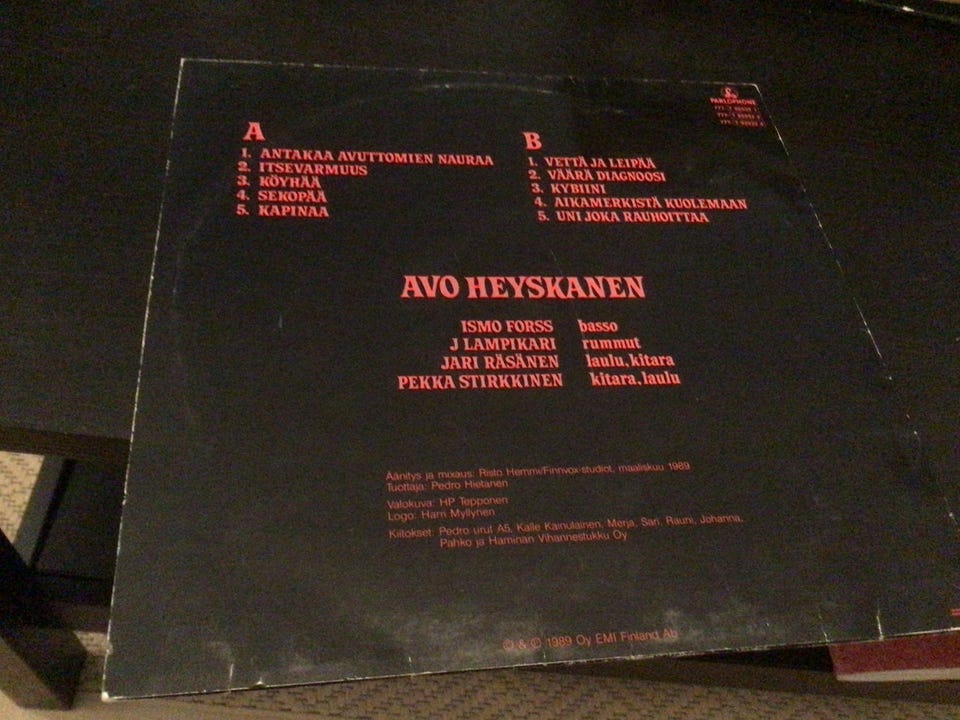 PARLOPHONE
A
1. ANTAKAA AVUTTOMIEN NAURAA
2. ITSEVARMUUS
3. KÖYHÄÄ
4. SEKOPÄÄ
5. KAPINAA
B
1. VETTÄ JA LEIPÄÄ
2. VÄÄRÄ DIAGNOOSI
3. KYBIINI
4. AIKAMERKISTÄ KUOLEMAAN
5. UNI JOKA RAUHOITTAA
AVO HEYSKANEN
ISMO FORSS basso
J LAMPIKARI rummut
JARI RÄSÄNEN laulu, kitara
PEKKA STIRKKINEN kitara, laulu
Äänitys ja mixaus: Risto Hemmi/Finnvox-studiot, maaliskuu 1989
Tuottaja: Pedro Hietanen
Valokuva: HP Tepponen
Logo: Harri Myllynen
Kiitokset: Pedro urut A5, Kalle Kainulainen, Merja, Sari, Rauni, Johanna,
Pahko ja Haminan Vihannestukku Oy
℗ & © 1989 Oy EMI Finland Ab